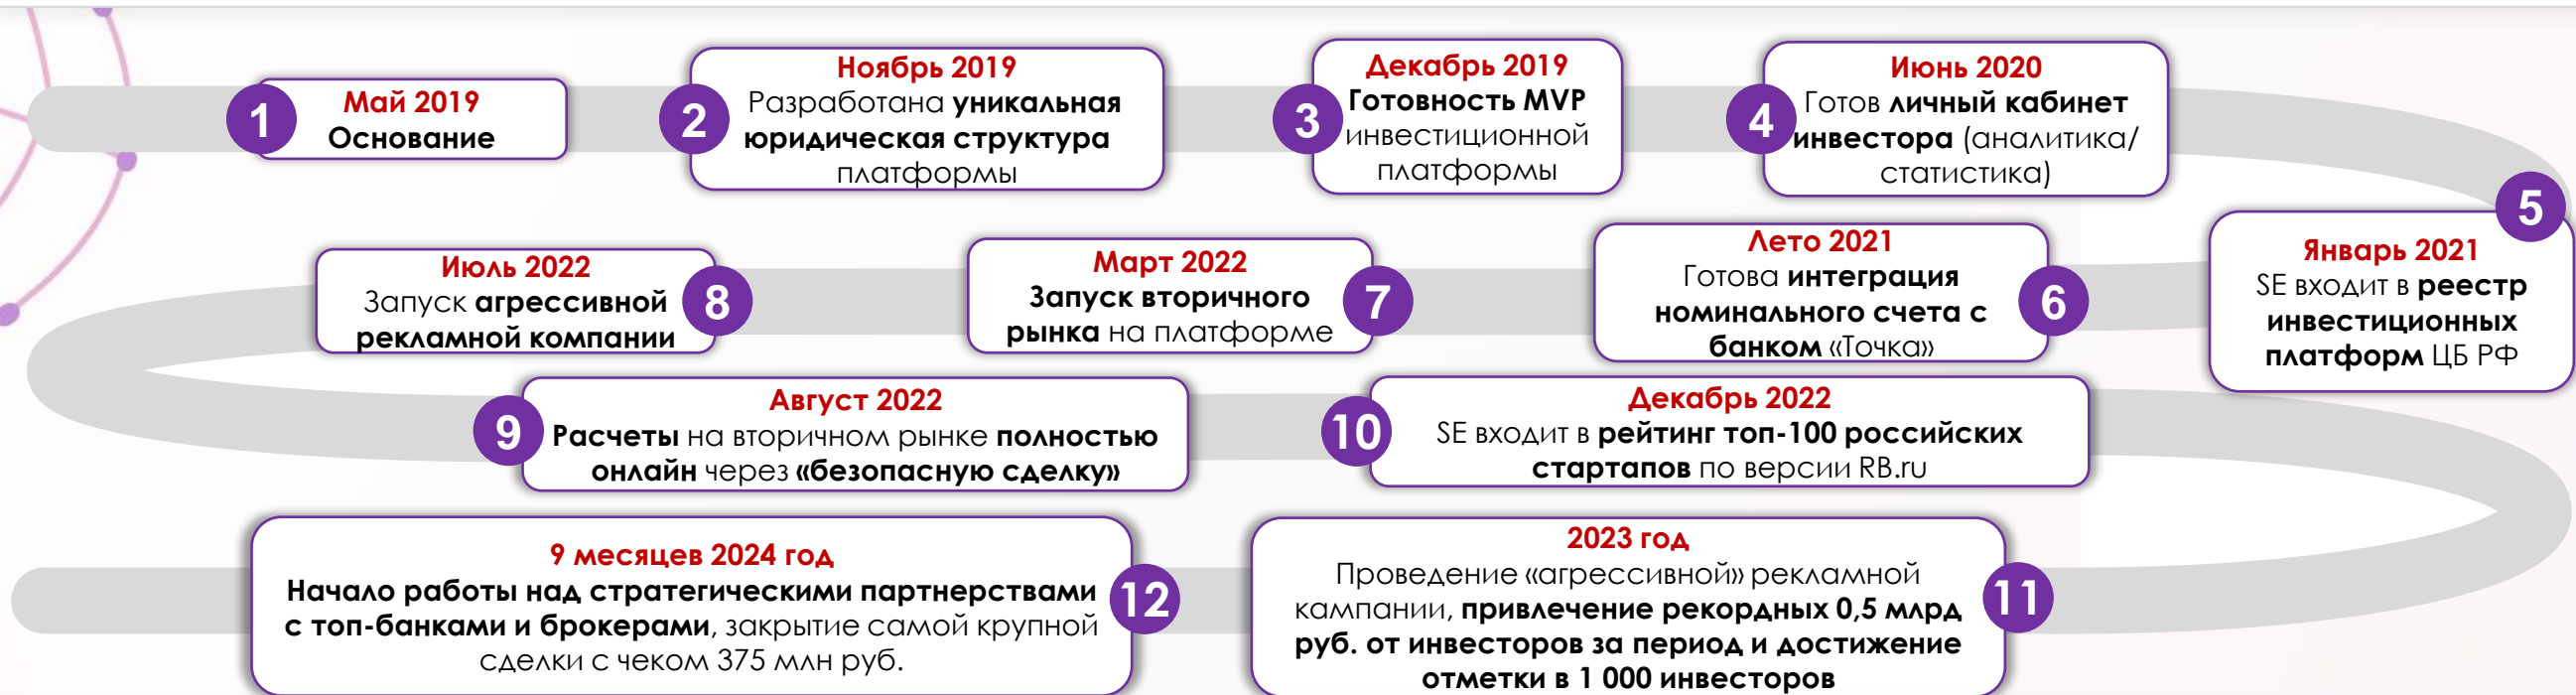 1
Май 2019
Основание
2
Ноябрь 2019
Разработана уникальная
юридическая структура
платформы
3
Декабрь 2019
Готовность MVP
инвестиционной
платформы
4
Июнь 2020
Готов личный кабинет
инвестора (аналитика/
статистика)
5
Январь 2021
SE входит в реестр
инвестиционных
платформ ЦБ РФ
6
Лето 2021
Готова интеграция
номинального счета с
банком «Точка»
7
Март 2022
Запуск вторичного
рынка на платформе
8
Июль 2022
Запуск агрессивной
рекламной компании
9
Август 2022
Расчеты на вторичном рынке полностью
онлайн через «безопасную сделку»
10
Декабрь 2022
SE входит в рейтинг топ-100 российских
стартапов по версии RB.ru
11
2023 год
Проведение «агрессивной» рекламной
кампании, привлечение рекордных 0,5 млрд
руб. от инвесторов за период и достижение
отметки в 1 000 инвесторов
12
9 месяцев 2024 год
Начало работы над стратегическими партнерствами
с топ-банками и брокерами, закрытие самой крупной
сделки с чеком 375 млн руб.